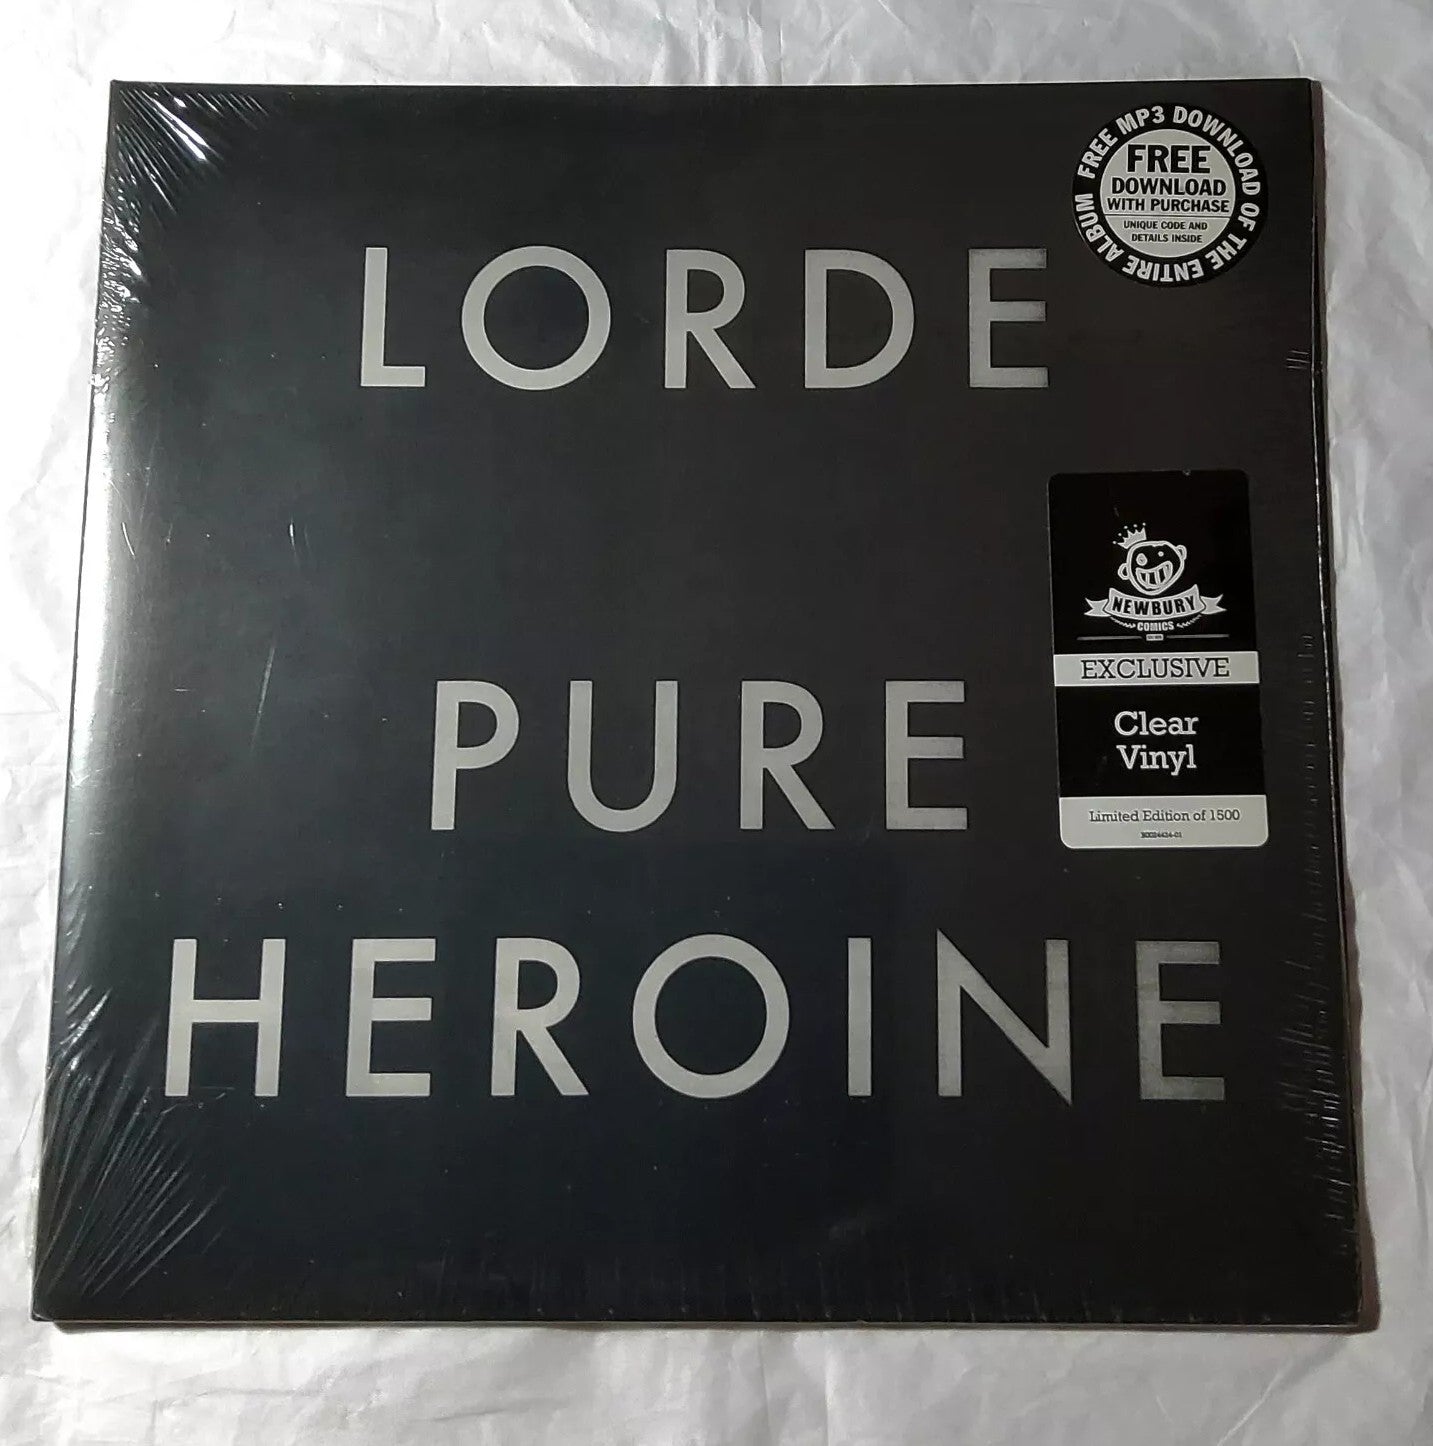 FREE MP3 DOWNLOAD OF THE ENTIRE ALBUM
FREE
DOWNLOAD
WITH PURCHASE
UNIQUE CODE AND
DETAILS INSIDE
LORDE
NEWBURY
COMICS
EXCLUSIVE
Clear
Vinyl
Limited Edition of 1500
PURE
HEROINE